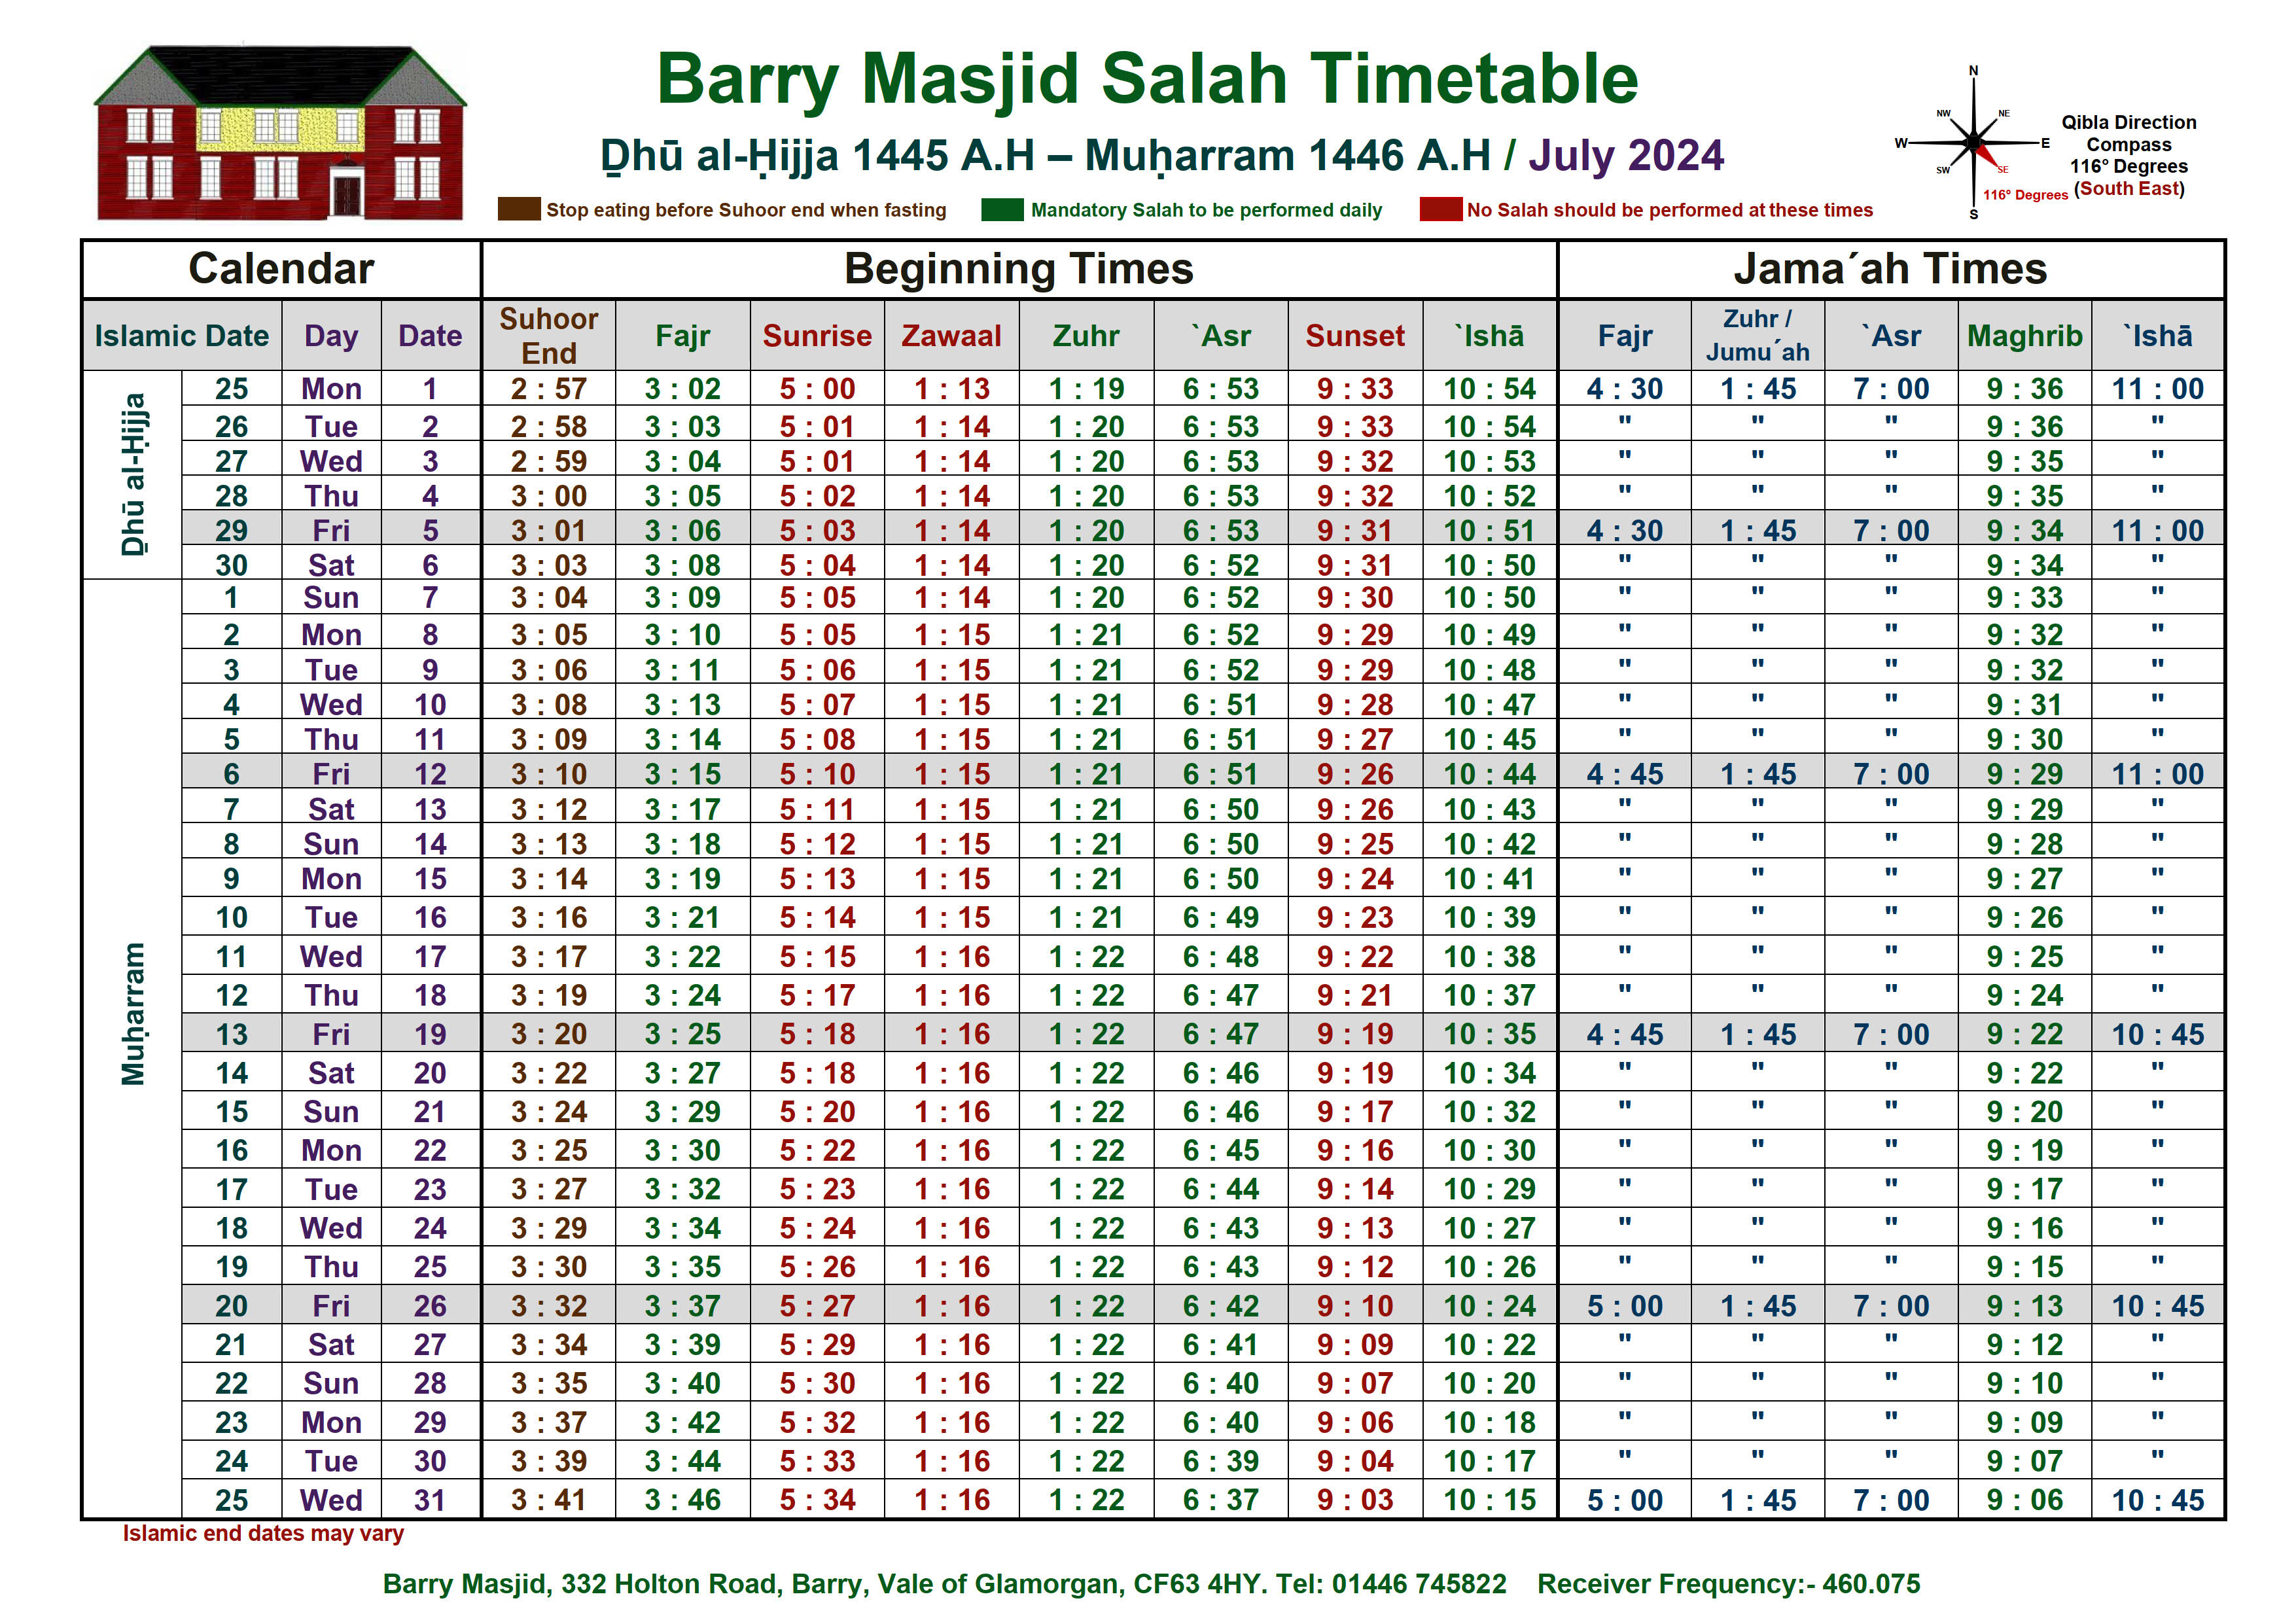 Barry Masjid Salah Timetable
Ḏhū al-Ḥijja 1445 A.H – Muḥarram 1446 A.H / July 2024
Stop eating before Suhoor end when fasting Mandatory Salah to be performed daily No Salah should be performed at these times
N
NW NE
W E
SW SE
S
116° Degrees
Qibla Direction
Compass
116° Degrees
(South East)
Calendar Beginning Times Jama´ah Times
Islamic Date Day Date Suhoor End Fajr Sunrise Zawaal Zuhr `Asr Sunset `Ishā Fajr Zuhr / Jumu´ah `Asr Maghrib `Ishā
Ḏhū al-Ḥijja
25 Mon 1 2 : 57 3 : 02 5 : 00 1 : 13 1 : 19 6 : 53 9 : 33 10 : 54 4 : 30 1 : 45 7 : 00 9 : 36 11 : 00
26 Tue 2 2 : 58 3 : 03 5 : 01 1 : 14 1 : 20 6 : 53 9 : 33 10 : 54 " " " 9 : 36 "
27 Wed 3 2 : 59 3 : 04 5 : 01 1 : 14 1 : 20 6 : 53 9 : 32 10 : 53 " " " 9 : 35 "
28 Thu 4 3 : 00 3 : 05 5 : 02 1 : 14 1 : 20 6 : 53 9 : 32 10 : 52 " " " 9 : 35 "
29 Fri 5 3 : 01 3 : 06 5 : 03 1 : 14 1 : 20 6 : 53 9 : 31 10 : 51 4 : 30 1 : 45 7 : 00 9 : 34 11 : 00
30 Sat 6 3 : 03 3 : 08 5 : 04 1 : 14 1 : 20 6 : 52 9 : 31 10 : 50 " " " 9 : 34 "
Muḥarram
1 Sun 7 3 : 04 3 : 09 5 : 05 1 : 14 1 : 20 6 : 52 9 : 30 10 : 50 " " " 9 : 33 "
2 Mon 8 3 : 05 3 : 10 5 : 05 1 : 15 1 : 21 6 : 52 9 : 29 10 : 49 " " " 9 : 32 "
3 Tue 9 3 : 06 3 : 11 5 : 06 1 : 15 1 : 21 6 : 52 9 : 29 10 : 48 " " " 9 : 32 "
4 Wed 10 3 : 08 3 : 13 5 : 07 1 : 15 1 : 21 6 : 51 9 : 28 10 : 47 " " " 9 : 31 "
5 Thu 11 3 : 09 3 : 14 5 : 08 1 : 15 1 : 21 6 : 51 9 : 27 10 : 45 " " " 9 : 30 "
6 Fri 12 3 : 10 3 : 15 5 : 10 1 : 15 1 : 21 6 : 51 9 : 26 10 : 44 4 : 45 1 : 45 7 : 00 9 : 29 11 : 00
7 Sat 13 3 : 12 3 : 17 5 : 11 1 : 15 1 : 21 6 : 50 9 : 26 10 : 43 " " " 9 : 29 "
8 Sun 14 3 : 13 3 : 18 5 : 12 1 : 15 1 : 21 6 : 50 9 : 25 10 : 42 " " " 9 : 28 "
9 Mon 15 3 : 14 3 : 19 5 : 13 1 : 15 1 : 21 6 : 50 9 : 24 10 : 41 " " " 9 : 27 "
10 Tue 16 3 : 16 3 : 21 5 : 14 1 : 15 1 : 21 6 : 49 9 : 23 10 : 39 " " " 9 : 26 "
11 Wed 17 3 : 17 3 : 22 5 : 15 1 : 16 1 : 22 6 : 48 9 : 22 10 : 38 " " " 9 : 25 "
12 Thu 18 3 : 19 3 : 24 5 : 17 1 : 16 1 : 22 6 : 47 9 : 21 10 : 37 " " " 9 : 24 "
13 Fri 19 3 : 20 3 : 25 5 : 18 1 : 16 1 : 22 6 : 47 9 : 19 10 : 35 4 : 45 1 : 45 7 : 00 9 : 22 10 : 45
14 Sat 20 3 : 22 3 : 27 5 : 18 1 : 16 1 : 22 6 : 46 9 : 19 10 : 34 " " " 9 : 22 "
15 Sun 21 3 : 24 3 : 29 5 : 20 1 : 16 1 : 22 6 : 46 9 : 17 10 : 32 " " " 9 : 20 "
16 Mon 22 3 : 25 3 : 30 5 : 22 1 : 16 1 : 22 6 : 45 9 : 16 10 : 30 " " " 9 : 19 "
17 Tue 23 3 : 27 3 : 32 5 : 23 1 : 16 1 : 22 6 : 44 9 : 14 10 : 29 " " " 9 : 17 "
18 Wed 24 3 : 29 3 : 34 5 : 24 1 : 16 1 : 22 6 : 43 9 : 13 10 : 27 " " " 9 : 16 "
19 Thu 25 3 : 30 3 : 35 5 : 26 1 : 16 1 : 22 6 : 43 9 : 12 10 : 26 " " " 9 : 15 "
20 Fri 26 3 : 32 3 : 37 5 : 27 1 : 16 1 : 22 6 : 42 9 : 10 10 : 24 5 : 00 1 : 45 7 : 00 9 : 13 10 : 45
21 Sat 27 3 : 34 3 : 39 5 : 29 1 : 16 1 : 22 6 : 41 9 : 09 10 : 22 " " " 9 : 12 "
22 Sun 28 3 : 35 3 : 40 5 : 30 1 : 16 1 : 22 6 : 40 9 : 07 10 : 20 " " " 9 : 10 "
23 Mon 29 3 : 37 3 : 42 5 : 32 1 : 16 1 : 22 6 : 40 9 : 06 10 : 18 " " " 9 : 09 "
24 Tue 30 3 : 39 3 : 44 5 : 33 1 : 16 1 : 22 6 : 39 9 : 04 10 : 17 " " " 9 : 07 "
25 Wed 31 3 : 41 3 : 46 5 : 34 1 : 16 1 : 22 6 : 37 9 : 03 10 : 15 5 : 00 1 : 45 7 : 00 9 : 06 10 : 45
Islamic end dates may vary
Barry Masjid, 332 Holton Road, Barry, Vale of Glamorgan, CF63 4HY. Tel: 01446 745822 Receiver Frequency:- 460.075